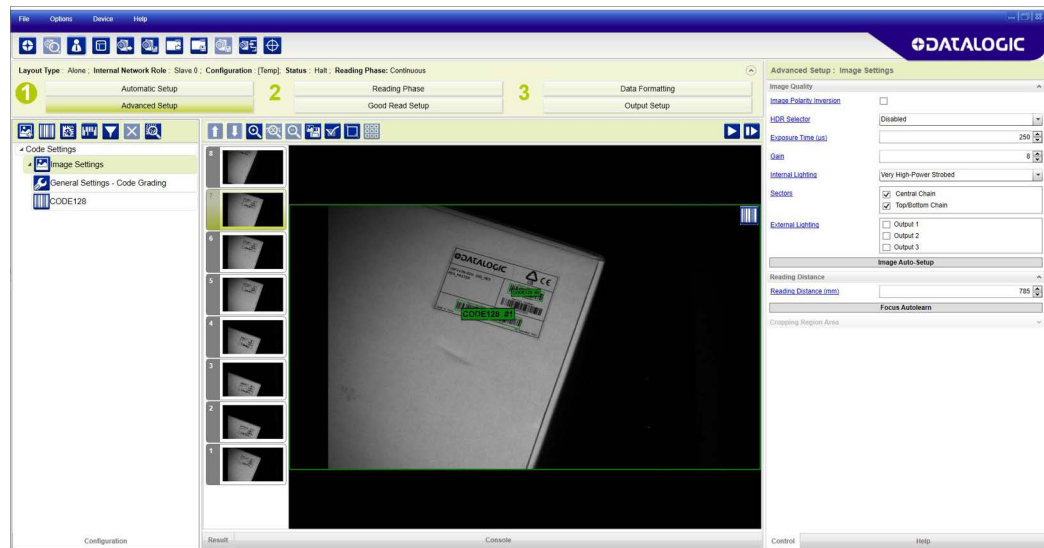 File Options Device Help
DATALOGIC
Layout Type : Alone ; Internal Network Role : Slave 0 ; Configuration : [Temp]; Status : Halt ; Reading Phase: Continuous
1 Automatic Setup
Advanced Setup
2 Reading Phase
Good Read Setup
3 Data Formatting
Output Setup
Code Settings
Image Settings
General Settings - Code Grading
CODE128
8
7
6
5
4
3
2
1
DATALOGIC
CE
CODE128 #1
Advanced Setup : Image Settings
Image Quality
Image Polarity Inversion
HDR Selector Disabled
Exposure Time (us) 250
Gain 8
Internal Lighting Very High-Power Strobed
Sectors Central Chain
Top/Bottom Chain
External Lighting Output 1
Output 2
Output 3
Image Auto-Setup
Reading Distance
Reading Distance (mm) 785
Focus Autolearn
Cropping Region Area
Configuration
Result Console
Control Help